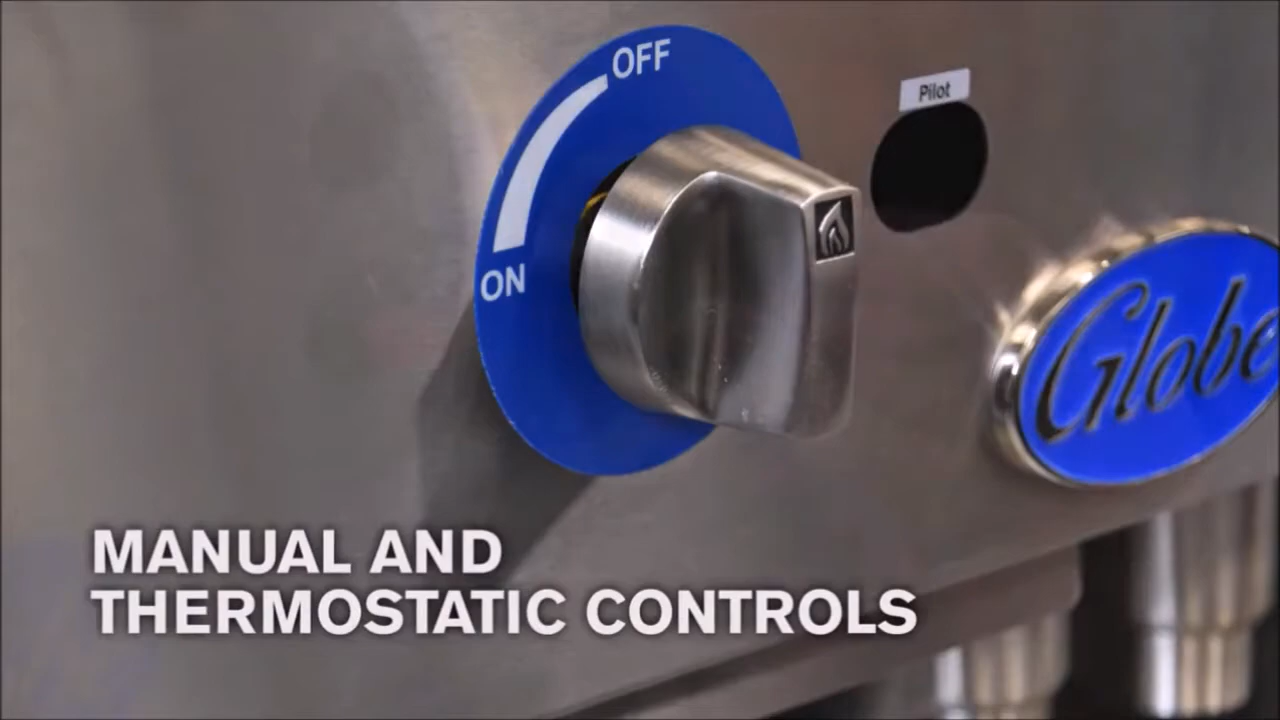 OFF
Pilot
ON
Globe
MANUAL AND
THERMOSTATIC CONTROLS